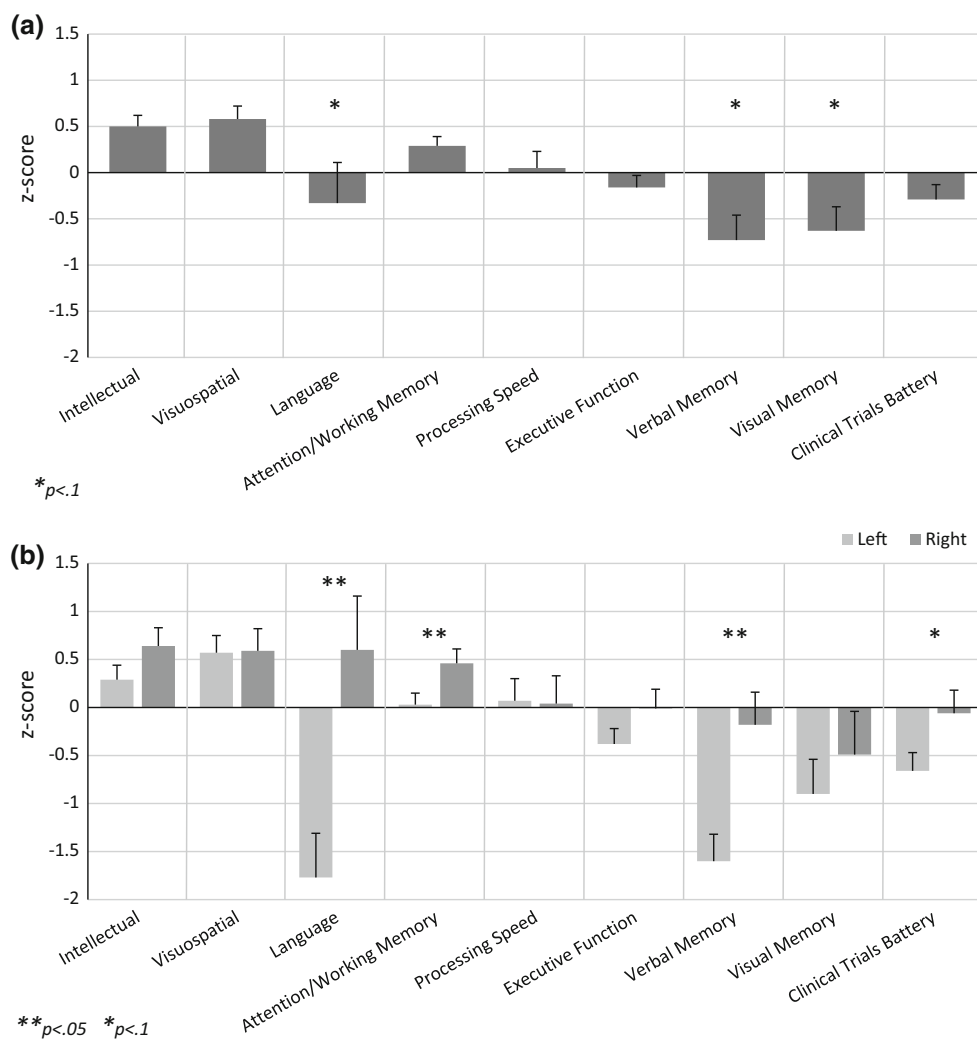 (a)
1.5
1
0.5
0
-0.5
-1
-1.5
-2
z-score
* * *
Intellectual
Visuospatial
Language
Attention/Working Memory
Processing Speed
Executive Function
Verbal Memory
Visual Memory
Clinical Trials Battery
*p<.1
Left Right
(b)
1.5
1
0.5
0
-0.5
-1
-1.5
-2
z-score
** ** ** *
Intellectual
Visuospatial
Language
Attention/Working Memory
Processing Speed
Executive Function
Verbal Memory
Visual Memory
Clinical Trials Battery
**p<.05 *p<.1